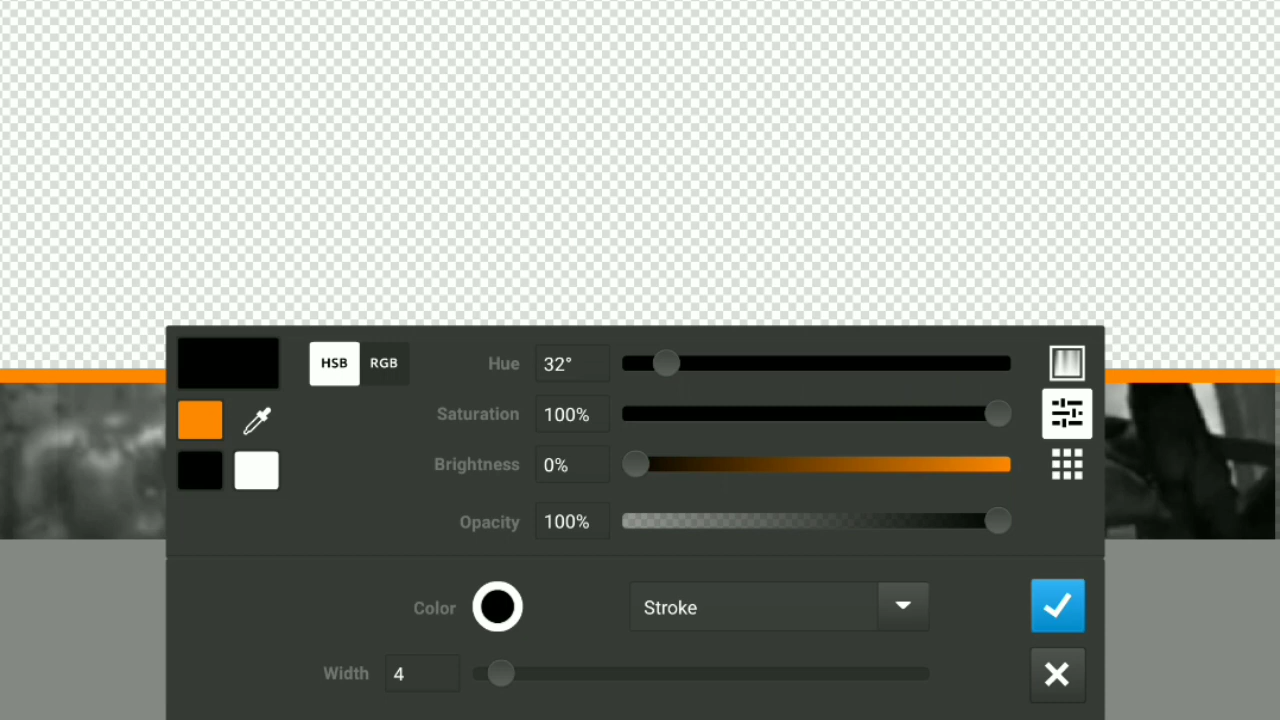 HSB RGB Hue 32°
Saturation 100%
Brightness 0%
Opacity 100%
Color Stroke
Width 4